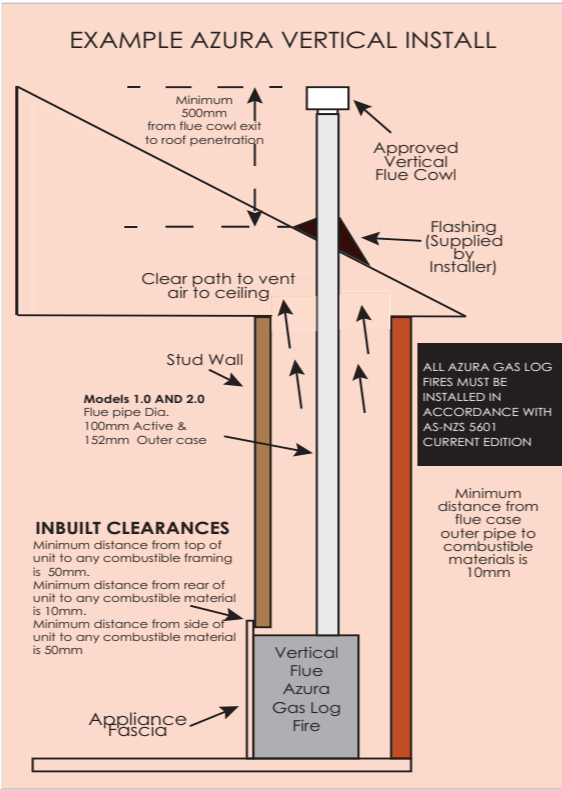 EXAMPLE AZURA VERTICAL INSTALL
Minimum
500mm
from flue cowl exit
to roof penetration
Approved
Vertical
Flue Cowl
Flashing
(Supplied
by
Installer)
Clear path to vent
air to ceiling
Stud Wall
Models 1.0 AND 2.0
Flue pipe Dia.
100mm Active &
152mm Outer case
ALL AZURA GAS LOG
FIRES MUST BE
INSTALLED IN
ACCORDANCE WITH
AS-NZS 5601
CURRENT EDITION
Minimum
distance from
flue case
outer pipe to
combustible
materials is
10mm
INBUILT CLEARANCES
Minimum distance from top of
unit to any combustible framing
is 50mm.
Minimum distance from rear of
unit to any combustible material
is 10mm.
Minimum distance from side of
unit to any combustible material
is 50mm
Vertical
Flue
Azura
Gas Log
Fire
Appliance
Fascia